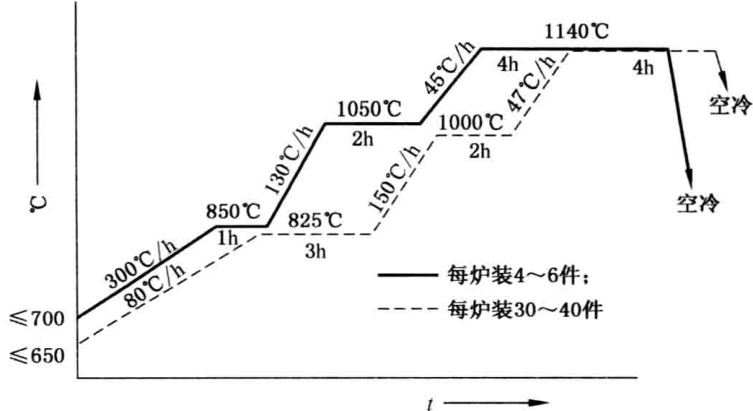 1140℃
45℃/h
4h
47℃/h
4h
空冷
℃
1050℃
2h
1000℃
2h
130℃/h
150℃/h
空冷
850℃
1h
825℃
3h
300℃/h
80℃/h
每炉装4～6件；
每炉装30～40件
≤700
≤650
t